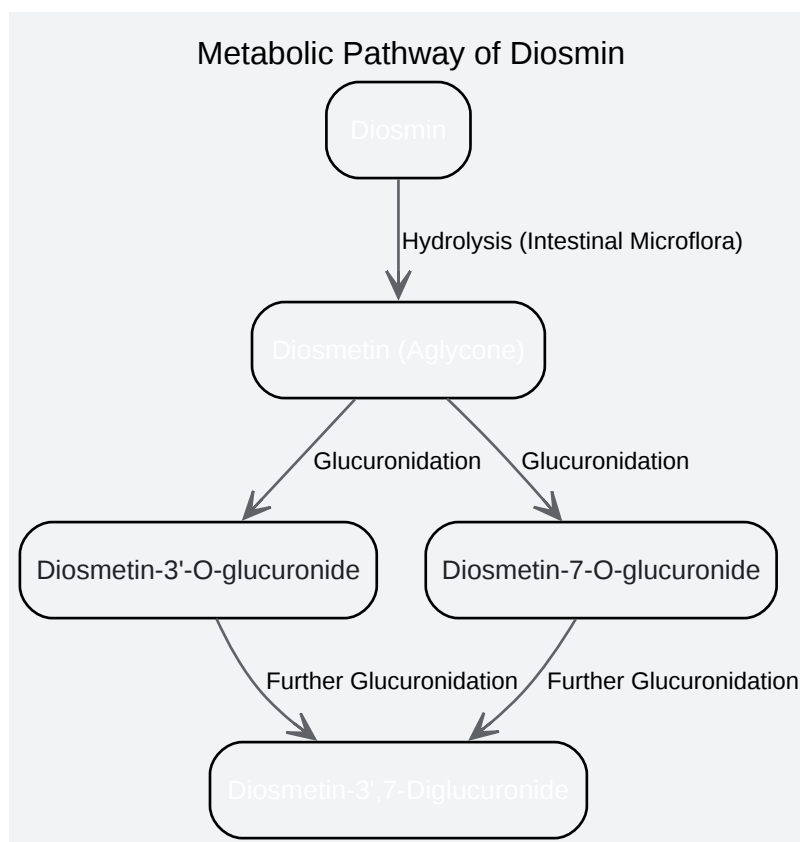 Metabolic Pathway of Diosmin
Diosmin
Hydrolysis (Intestinal Microflora)
Diosmetin (Aglycone)
Glucuronidation
Glucuronidation
Diosmetin-3'-O-glucuronide
Diosmetin-7-O-glucuronide
Further Glucuronidation
Further Glucuronidation
Diosmetin-3',7-Diglucuronide